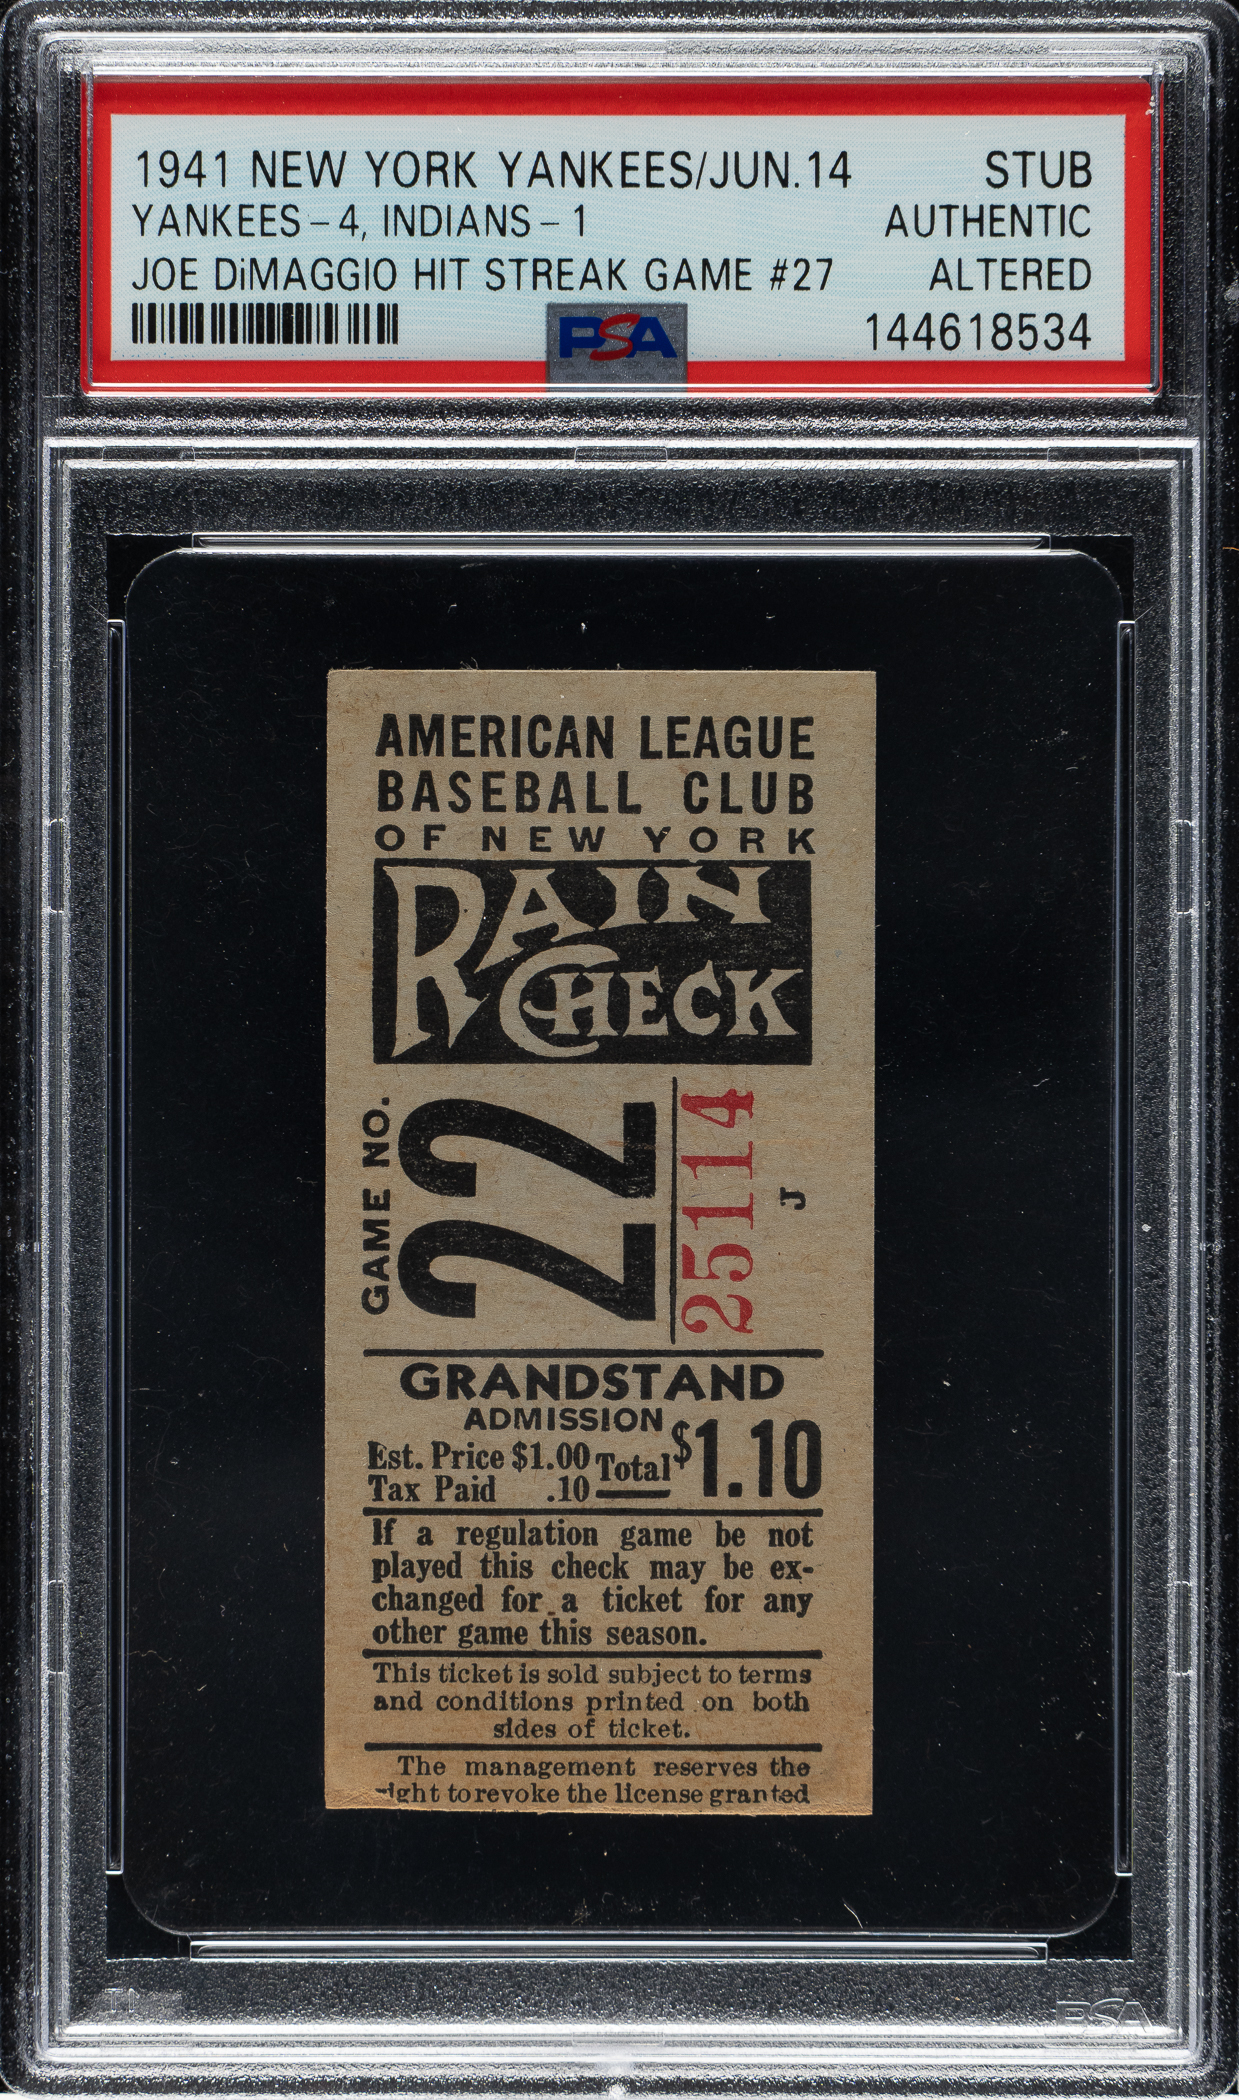 1941 NEW YORK YANKEES/JUN.14 STUB
YANKEES - 4, INDIANS - 1 AUTHENTIC
JOE DiMAGGIO HIT STREAK GAME #27 ALTERED
PSA 144618534
AMERICAN LEAGUE
BASEBALL CLUB
OF NEW YORK
RAIN
CHECK
GAME NO.
22
25114
J
GRANDSTAND
ADMISSION
Est. Price $1.00 Total $1.10
Tax Paid .10
If a regulation game be not
played this check may be ex-
changed for a ticket for any
other game this season.
This ticket is sold subject to terms
and conditions printed on both
sides of ticket.
The management reserves the
ight to revoke the license granted
PSA